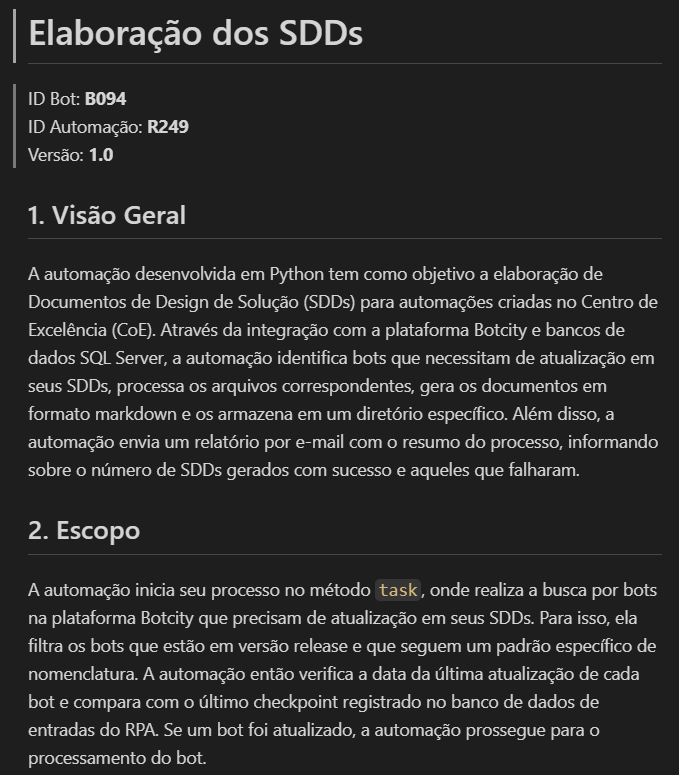 Elaboração dos SDDs
ID Bot: B094
ID Automação: R249
Versão: 1.0
1. Visão Geral
A automação desenvolvida em Python tem como objetivo a elaboração de
Documentos de Design de Solução (SDDs) para automações criadas no Centro de
Excelência (CoE). Através da integração com a plataforma Botcity e bancos de
dados SQL Server, a automação identifica bots que necessitam de atualização em
seus SDDs, processa os arquivos correspondentes, gera os documentos em
formato markdown e os armazena em um diretório específico. Além disso, a
automação envia um relatório por e-mail com o resumo do processo, informando
sobre o número de SDDs gerados com sucesso e aqueles que falharam.
2. Escopo
A automação inicia seu processo no método task, onde realiza a busca por bots
na plataforma Botcity que precisam de atualização em seus SDDs. Para isso, ela
filtra os bots que estão em versão release e que seguem um padrão específico de
nomenclatura. A automação então verifica a data da última atualização de cada
bot e compara com o último checkpoint registrado no banco de dados de
entradas do RPA. Se um bot foi atualizado, a automação prossegue para o
processamento do bot.